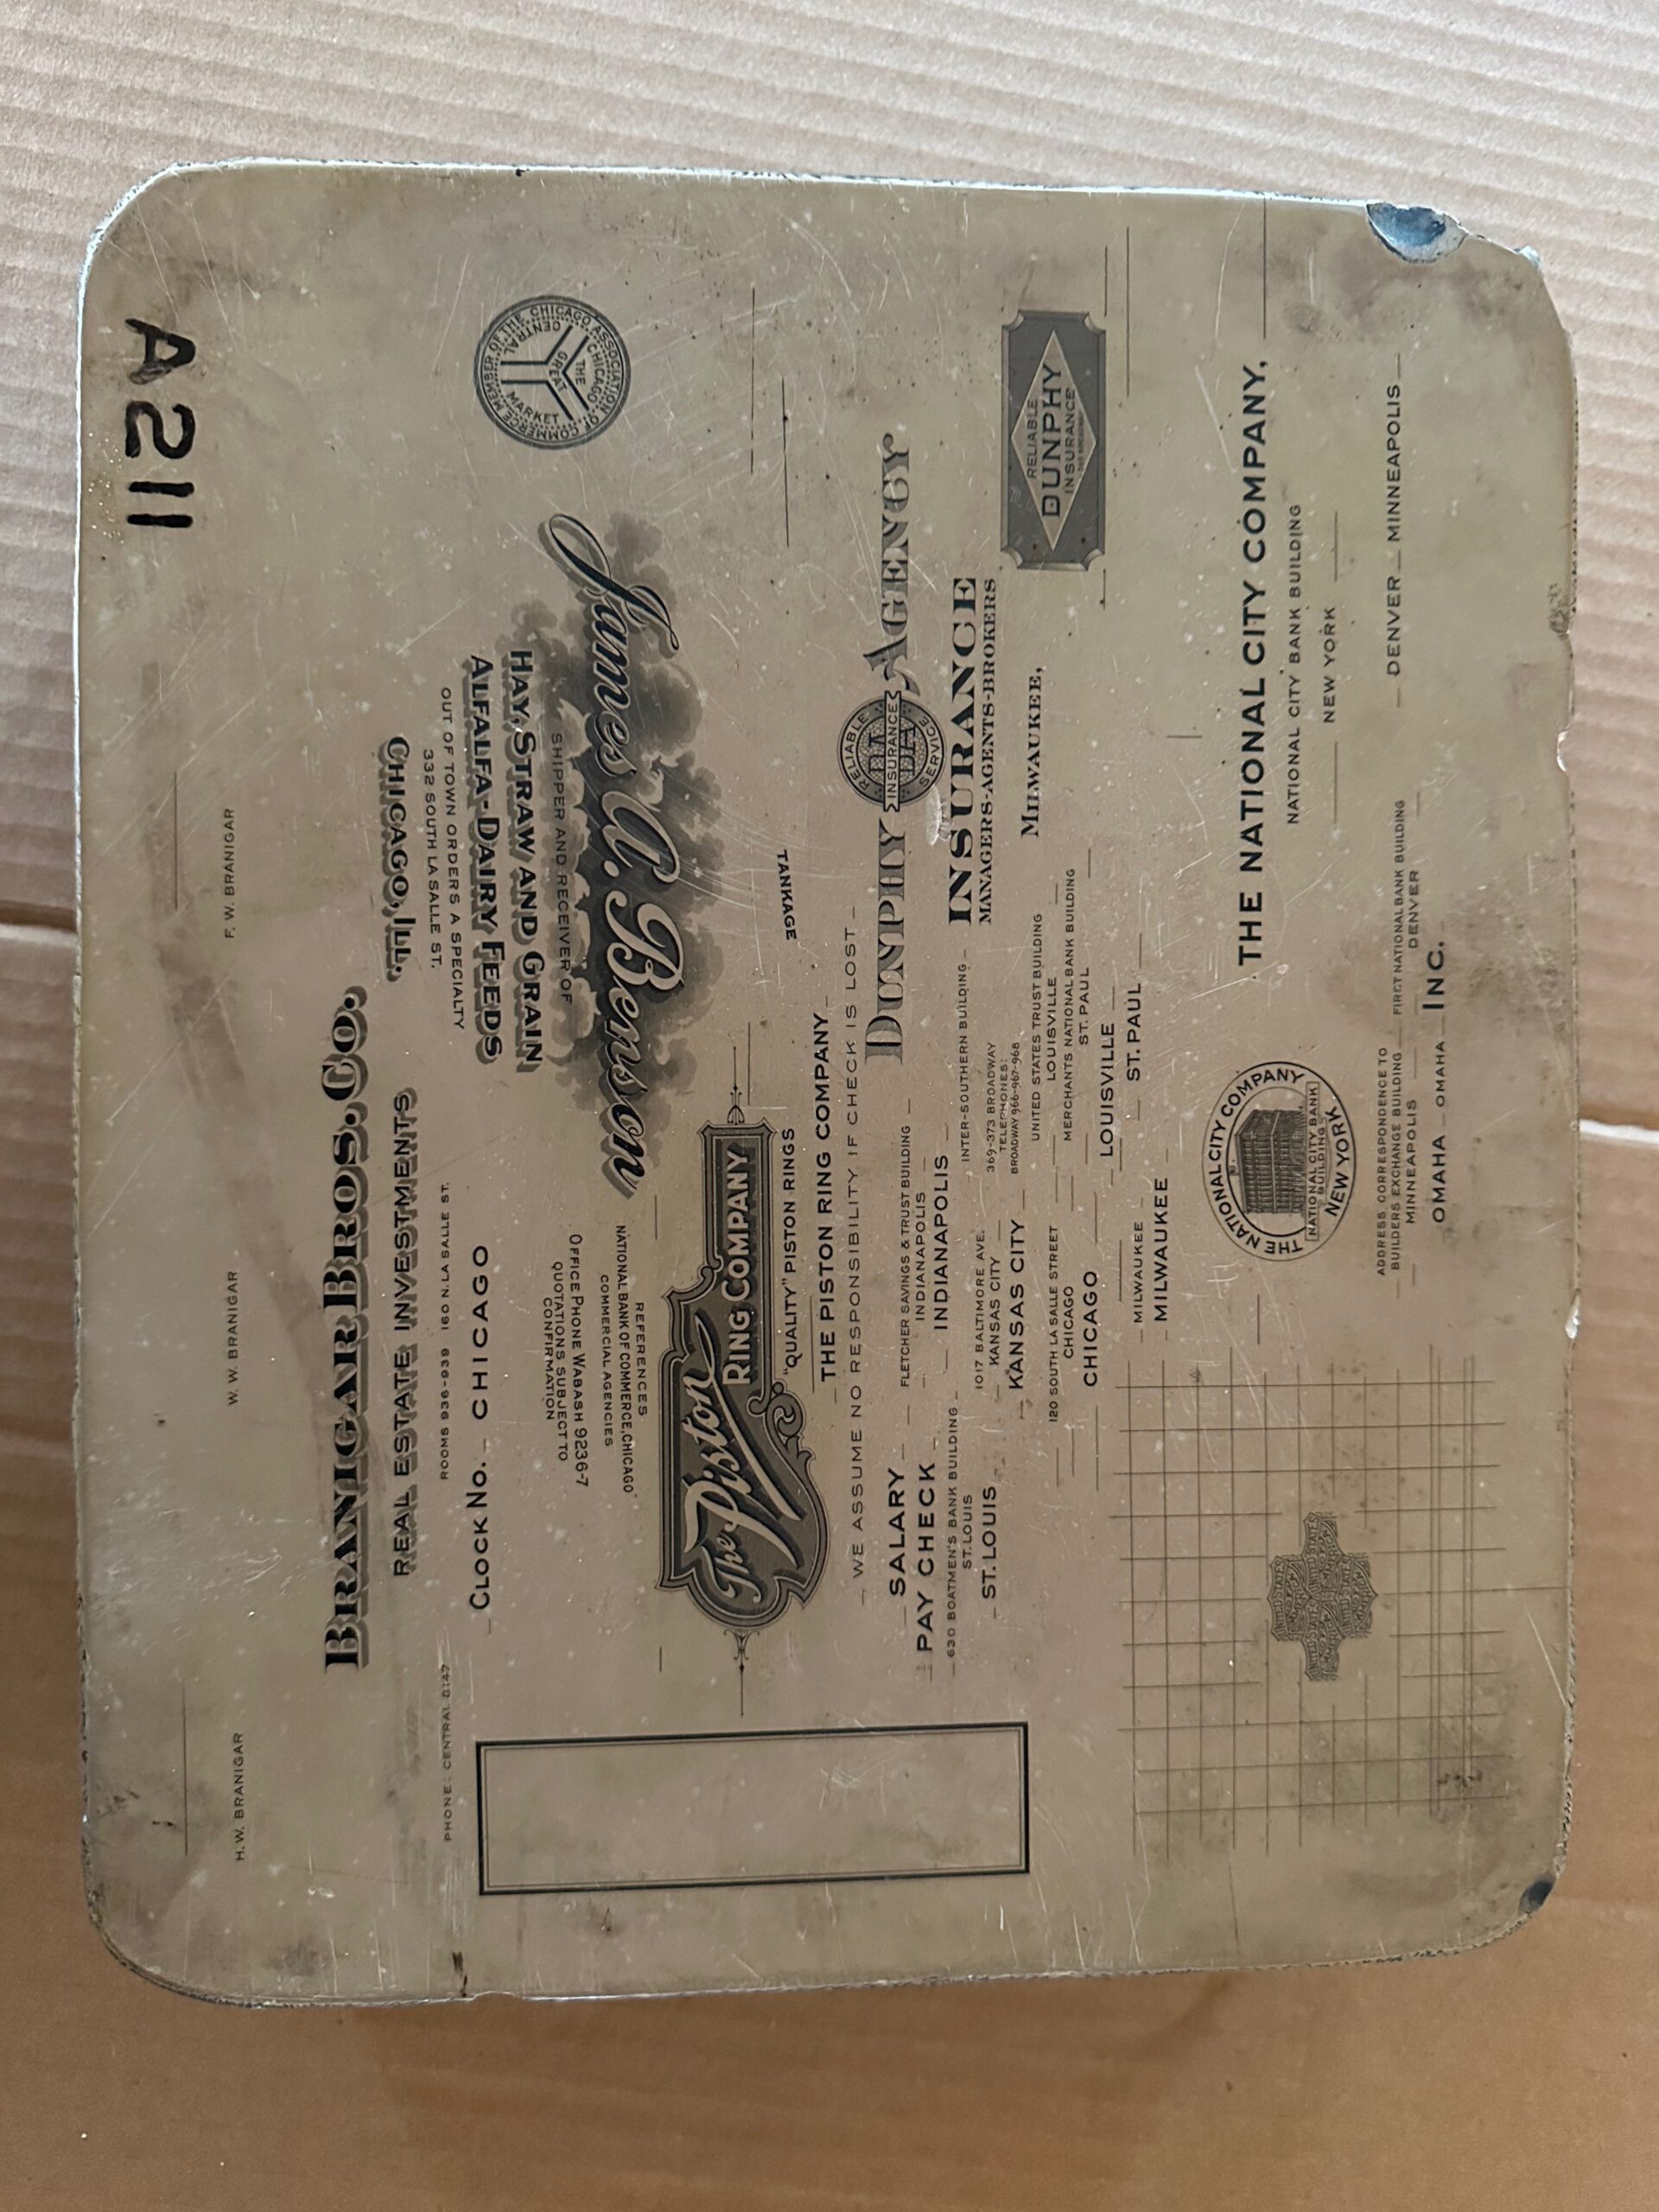 A211
F. W. BRANIGAR
W. W. BRANIGAR
H. W. BRANIGAR
BRANIGAR BROS. CO.
REAL ESTATE INVESTMENTS
ROOMS 936-938 160 N. LA SALLE ST.
PHONE: CENTRAL 8147
CLOCK NO. CHICAGO
MEMBER OF THE CHICAGO ASSOCIATION OF COMMERCE
CHICAGO
THE
GREAT
CENTRAL
MARKET
James A. Benson
SHIPPER AND RECEIVER OF
HAY, STRAW AND GRAIN
ALFALFA-DAIRY FEEDS
OUT OF TOWN ORDERS A SPECIALTY
332 SOUTH LA SALLE ST.
CHICAGO, ILL.
REFERENCES
NATIONAL BANK OF COMMERCE, CHICAGO
COMMERCIAL AGENCIES
OFFICE PHONE WABASH 9236-7
QUOTATIONS SUBJECT TO
CONFIRMATION
TANKAGE
The Piston
RING COMPANY
"QUALITY" PISTON RINGS
THE PISTON RING COMPANY
WE ASSUME NO RESPONSIBILITY IF CHECK IS LOST
DUNPHY AGENCY
RELIABLE
INSURANCE
SERVICE
INSURANCE
MANAGERS-AGENTS-BROKERS
MILWAUKEE,
RELIABLE
DUNPHY
INSURANCE
SALARY
PAY CHECK
FLETCHER SAVINGS & TRUST BUILDING
INDIANAPOLIS
INDIANAPOLIS
INTER-SOUTHERN BUILDING
630 BOATMEN'S BANK BUILDING
ST. LOUIS
ST. LOUIS
1017 BALTIMORE AVE.
KANSAS CITY
KANSAS CITY
369-373 BROADWAY
TELEPHONES:
BROADWAY 966-967-968
UNITED STATES TRUST BUILDING
LOUISVILLE
MERCHANTS NATIONAL BANK BUILDING
ST. PAUL
120 SOUTH LA SALLE STREET
CHICAGO
CHICAGO
LOUISVILLE
ST. PAUL
MILWAUKEE
MILWAUKEE
THE NATIONAL CITY COMPANY,
NATIONAL CITY BANK BUILDING
NEW YORK
THE NATIONAL CITY COMPANY
NATIONAL CITY BANK
BUILDING
NEW YORK
DENVER
MINNEAPOLIS
ADDRESS CORRESPONDENCE TO
BUILDERS EXCHANGE BUILDING
MINNEAPOLIS
FIRST NATIONAL BANK BUILDING
DENVER
OMAHA
OMAHA
INC.